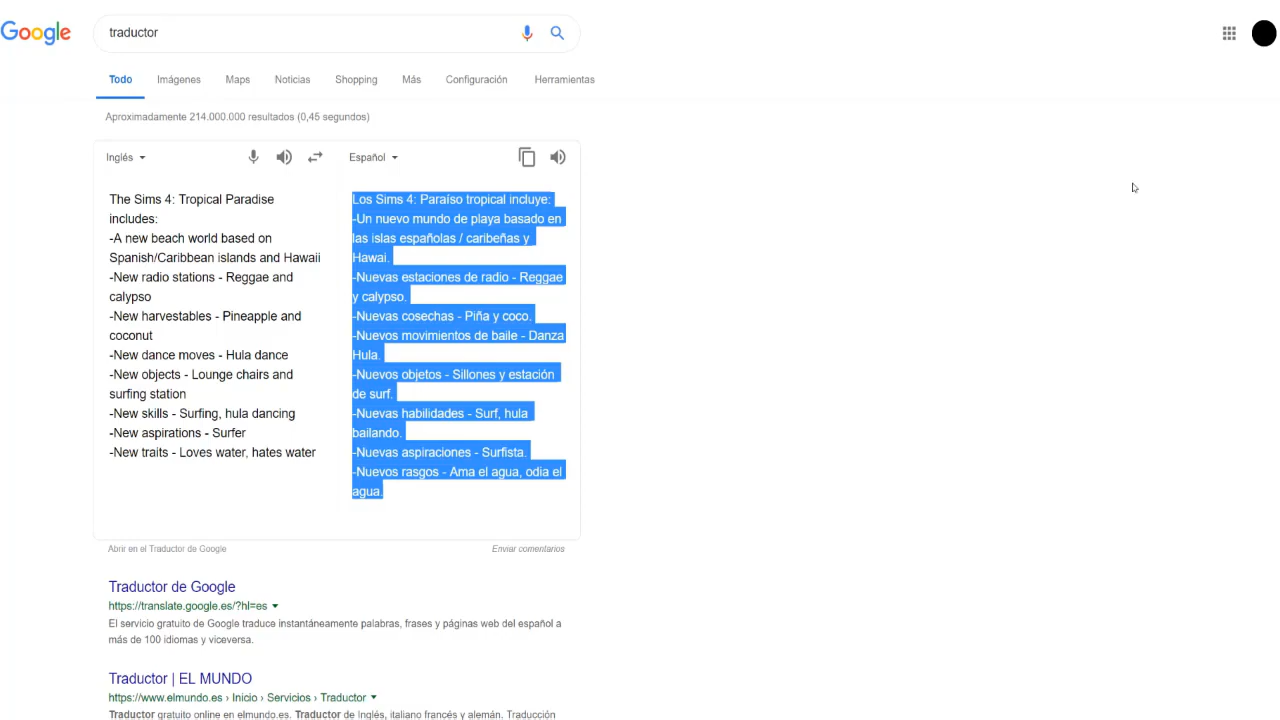 Google
traductor
Todo Imágenes Maps Noticias Shopping Más Configuración Herramientas
Aproximadamente 214.000.000 resultados (0,45 segundos)
Inglés
Español
The Sims 4: Tropical Paradise
includes:
-A new beach world based on
Spanish/Caribbean islands and Hawaii
-New radio stations - Reggae and
calypso
-New harvestables - Pineapple and
coconut
-New dance moves - Hula dance
-New objects - Lounge chairs and
surfing station
-New skills - Surfing, hula dancing
-New aspirations - Surfer
-New traits - Loves water, hates water
Los Sims 4: Paraíso tropical incluye:
-Un nuevo mundo de playa basado en
las islas españolas / caribeñas y
Hawai.
-Nuevas estaciones de radio - Reggae
y calypso.
-Nuevas cosechas - Piña y coco.
-Nuevos movimientos de baile - Danza
Hula.
-Nuevos objetos - Sillones y estación
de surf.
-Nuevas habilidades - Surf, hula
bailando.
-Nuevas aspiraciones - Surfista.
-Nuevos rasgos - Ama el agua, odia el
agua.
Abrir en el Traductor de Google
Enviar comentarios
Traductor de Google
https://translate.google.es/?hl=es
El servicio gratuito de Google traduce instantáneamente palabras, frases y páginas web del español a
más de 100 idiomas y viceversa.
Traductor | EL MUNDO
https://www.elmundo.es › Inicio › Servicios › Traductor
Traductor gratuito online en elmundo.es. Traductor de Inglés, italiano francés y alemán. Traducción